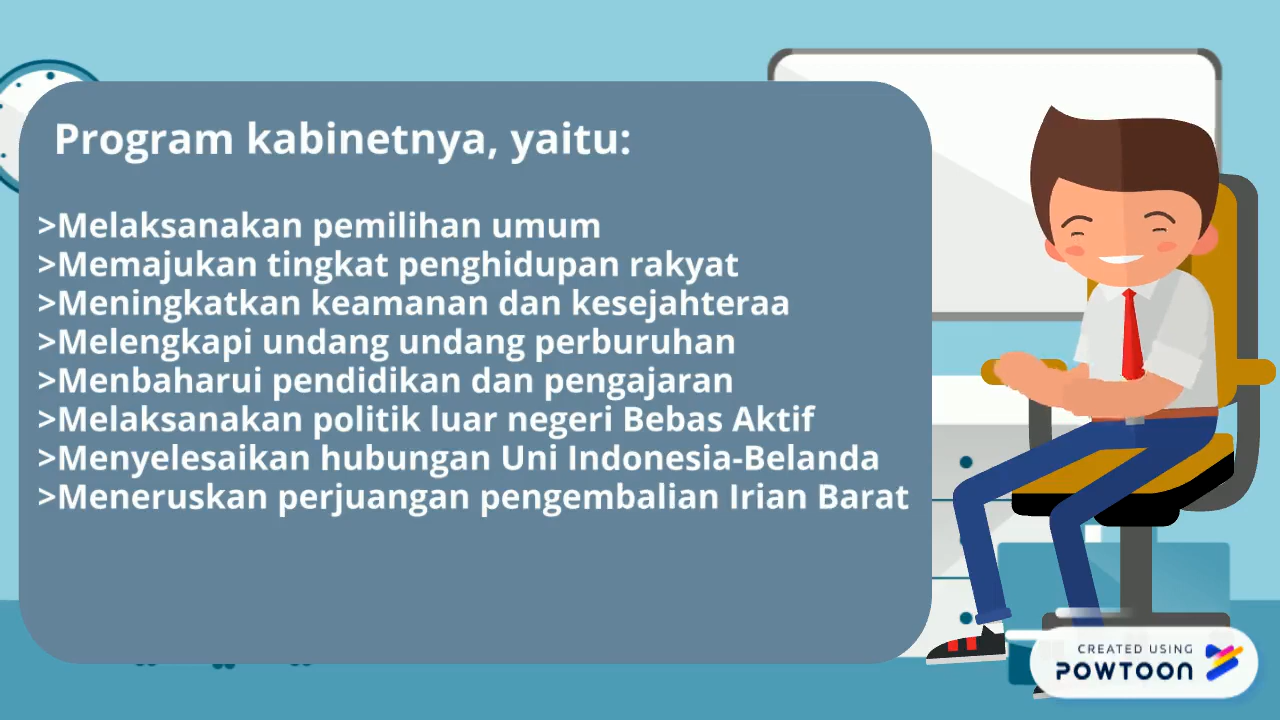 Program kabinetnya, yaitu:
>Melaksanakan pemilihan umum
>Memajukan tingkat penghidupan rakyat
>Meningkatkan keamanan dan kesejahteraa
>Melengkapi undang undang perburuhan
>Menbaharui pendidikan dan pengajaran
>Melaksanakan politik luar negeri Bebas Aktif
>Menyelesaikan hubungan Uni Indonesia-Belanda
>Meneruskan perjuangan pengembalian Irian Barat
CREATED USING
POWTOON